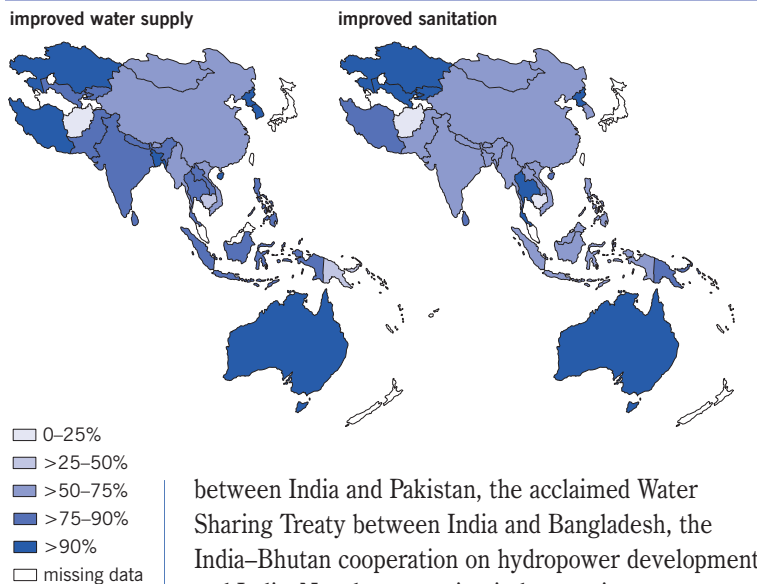 improved water supply
improved sanitation
0–25%
>25–50%
>50–75%
>75–90%
>90%
missing data
between India and Pakistan, the acclaimed Water
Sharing Treaty between India and Bangladesh, the
India–Bhutan cooperation on hydropower development